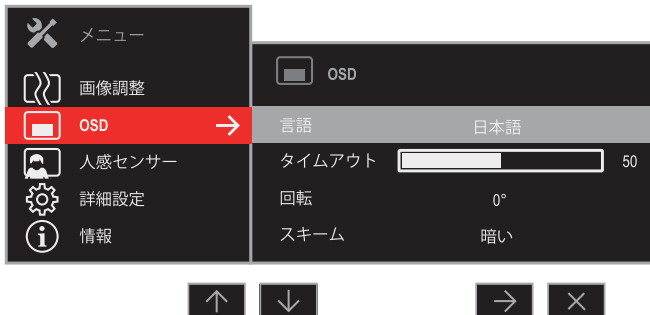 メニュー
画像調整
OSD
人感センサー
詳細設定
情報
OSD
言語 日本語
タイムアウト 50
回転 0°
スキーム 暗い